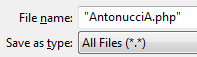 File name: "AntonucciA.php"
Save as type: All Files (*.*)